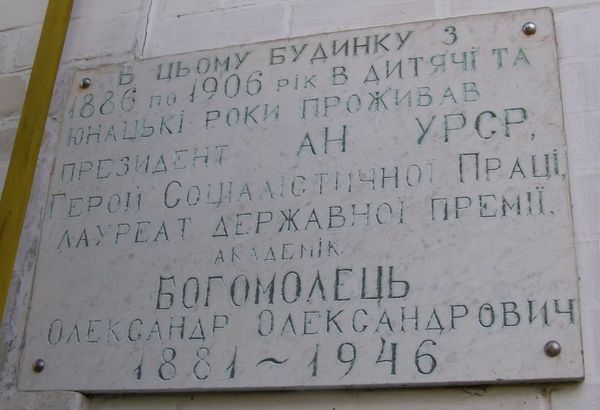 В ЦЬОМУ БУДИНКУ З
1886 по 1906 рік В ДИТЯЧІ ТА
ЮНАЦЬКІ РОКИ ПРОЖИВАВ
ПРЕЗИДЕНТ АН УРСР,
ГЕРОЙ СОЦІАЛІСТИЧНОЇ ПРАЦІ,
ЛАУРЕАТ ДЕРЖАВНОЇ ПРЕМІЇ,
АКАДЕМІК
БОГОМОЛЕЦЬ
ОЛЕКСАНДР ОЛЕКСАНДРОВИЧ
1881~1946